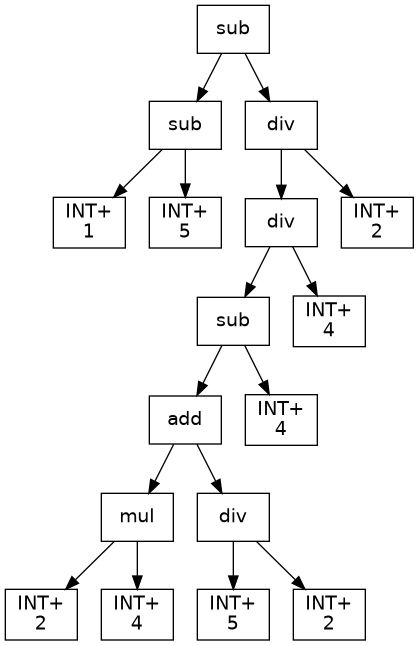 sub
sub
div
INT+
1
INT+
5
div
INT+
2
sub
INT+
4
add
INT+
4
mul
div
INT+
2
INT+
4
INT+
5
INT+
2